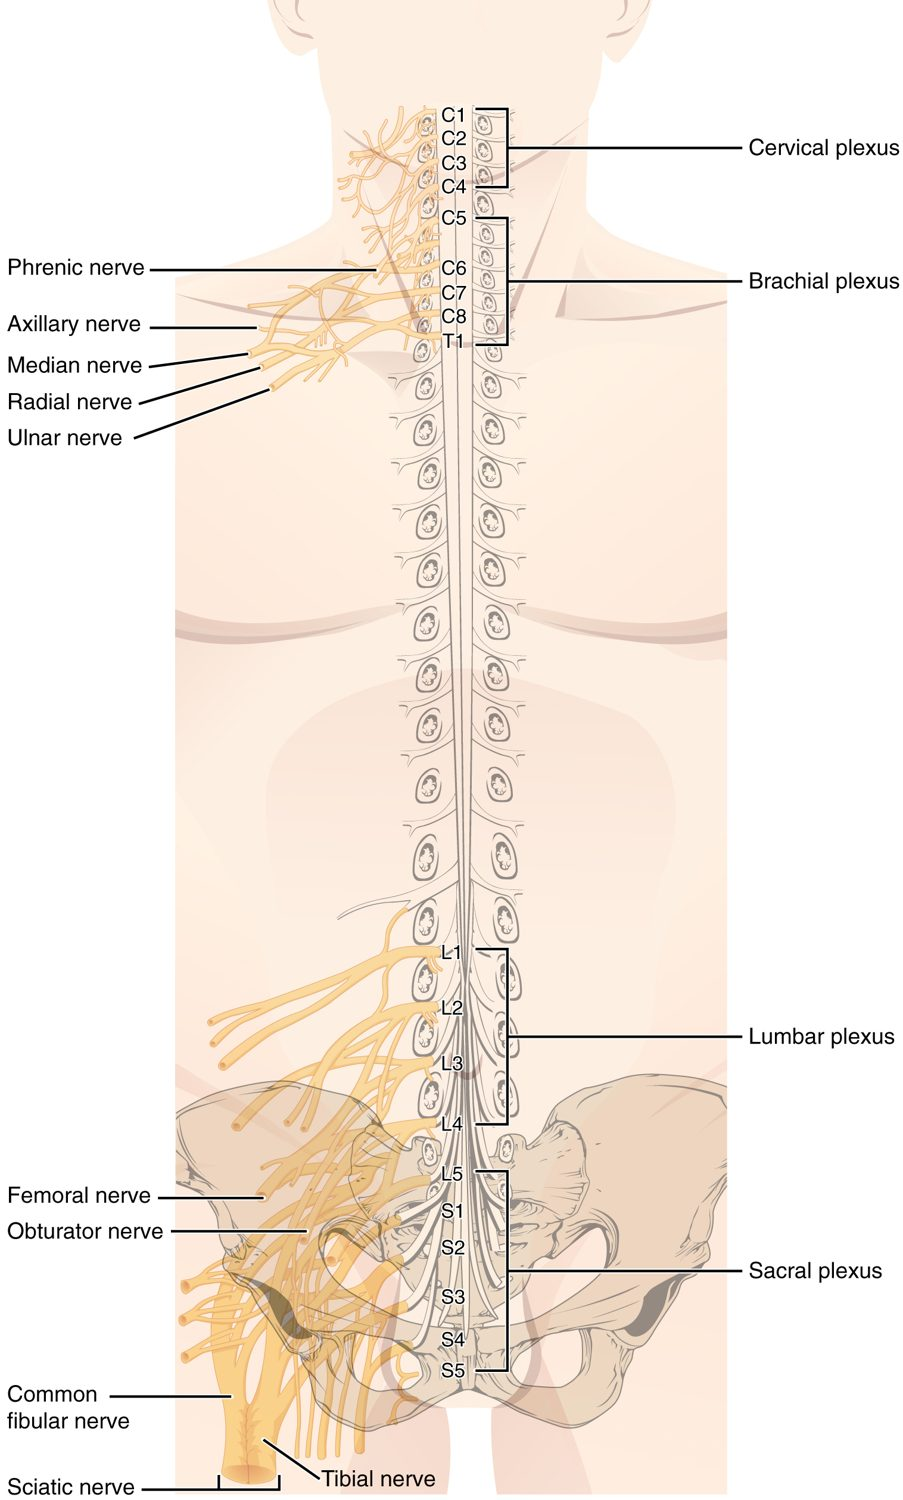 C1
C2
Cervical plexus
C3
C4
C5
Phrenic nerve
C6
Brachial plexus
C7
Axillary nerve
C8
T1
Median nerve
Radial nerve
Ulnar nerve
L1
L2
Lumbar plexus
L3
L4
L5
Femoral nerve
S1
Obturator nerve
S2
Sacral plexus
S3
S4
S5
Common
fibular nerve
Tibial nerve
Sciatic nerve